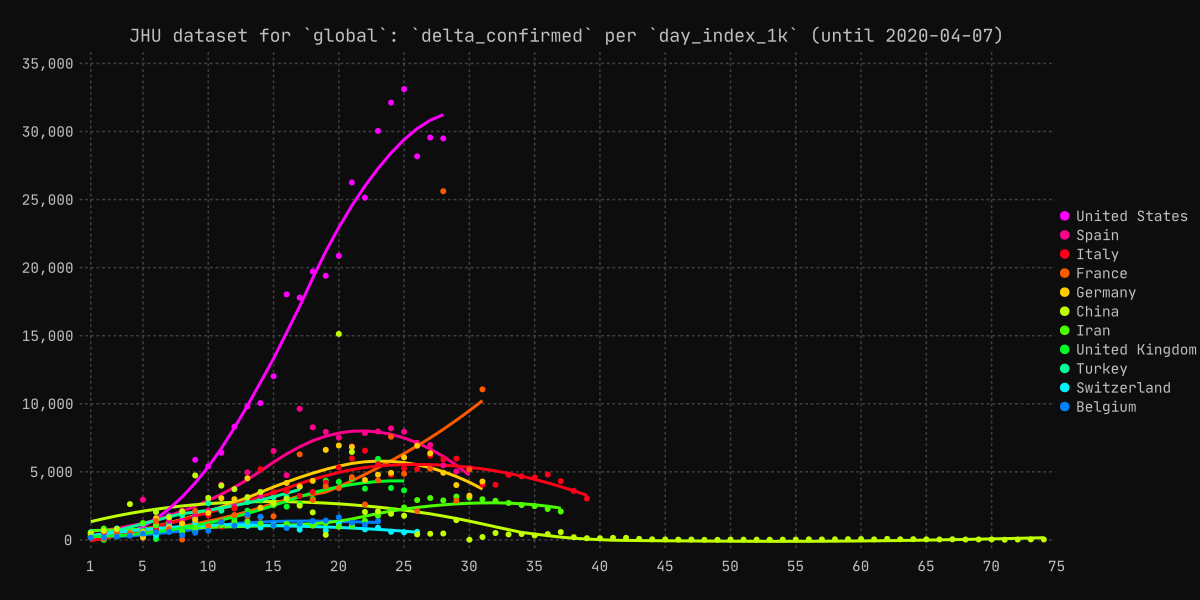 JHU dataset for `global`: `delta_confirmed` per `day_index_1k` (until 2020-04-07)
35,000
30,000
25,000
20,000
15,000
10,000
5,000
0
1 5 10 15 20 25 30 35 40 45 50 55 60 65 70 75
United States
Spain
Italy
France
Germany
China
Iran
United Kingdom
Turkey
Switzerland
Belgium